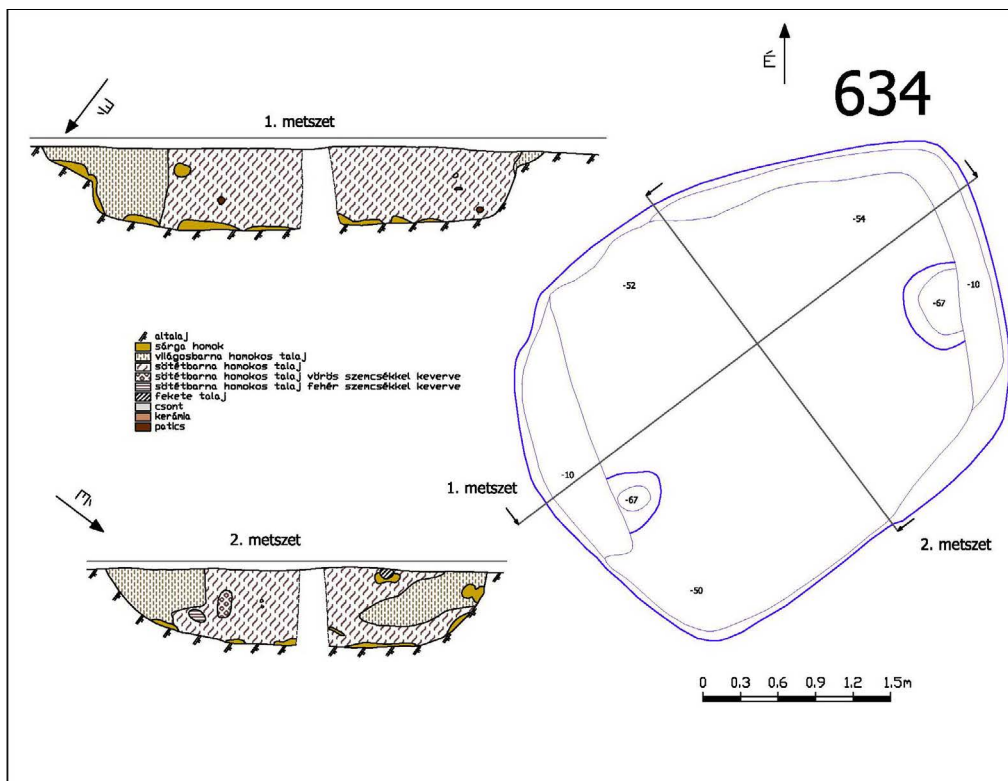 É
634
É
1. metszet
-54
-52
-67
-10
altalaj
sárga homok
világosbarna homokos talaj
sötétbarna homokos talaj
sötétbarna homokos talaj vörös szemcsékkel keverve
sötétbarna homokos talaj fehér szemcsékkel keverve
fekete talaj
csont
kerámia
patics
-10
1. metszet
-67
É
2. metszet
2. metszet
-50
0 0.3 0.6 0.9 1.2 1.5m